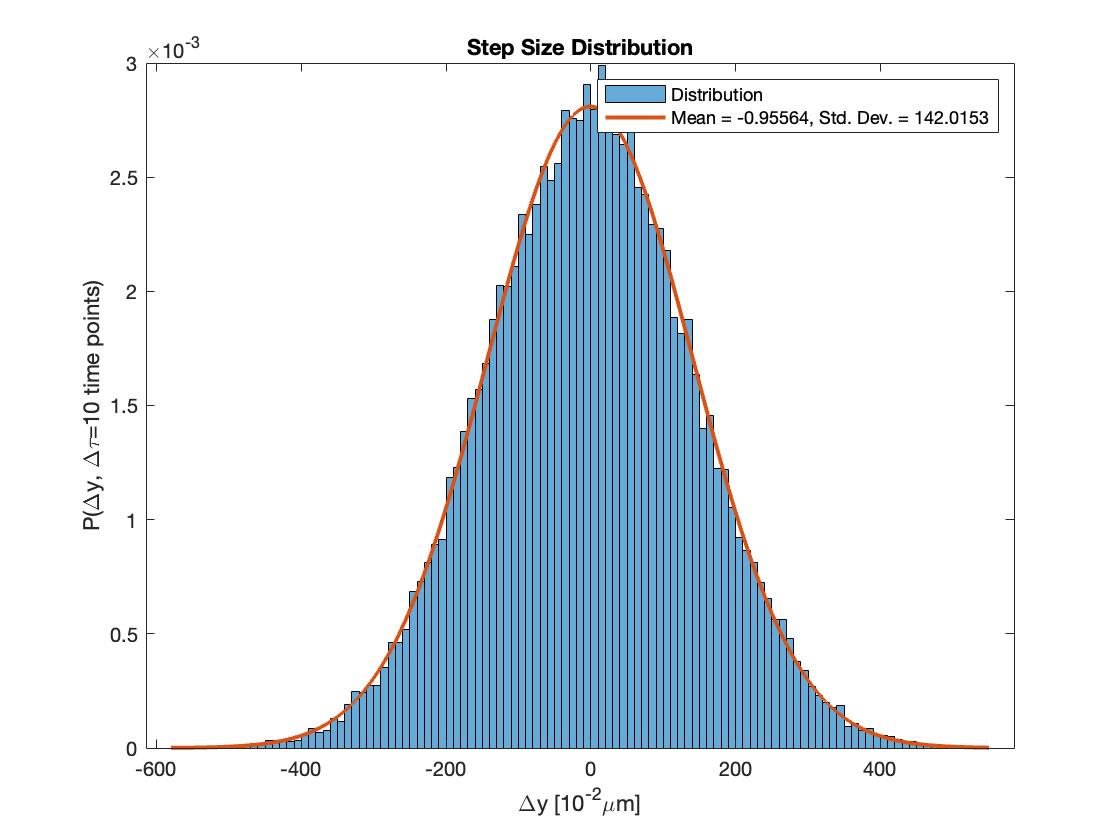 Step Size Distribution
×10⁻³
3
2.5
2
1.5
1
0.5
0
P(Δy, Δτ=10 time points)
Distribution
Mean = -0.95564, Std. Dev. = 142.0153
-600 -400 -200 0 200 400
Δy [10⁻²μm]